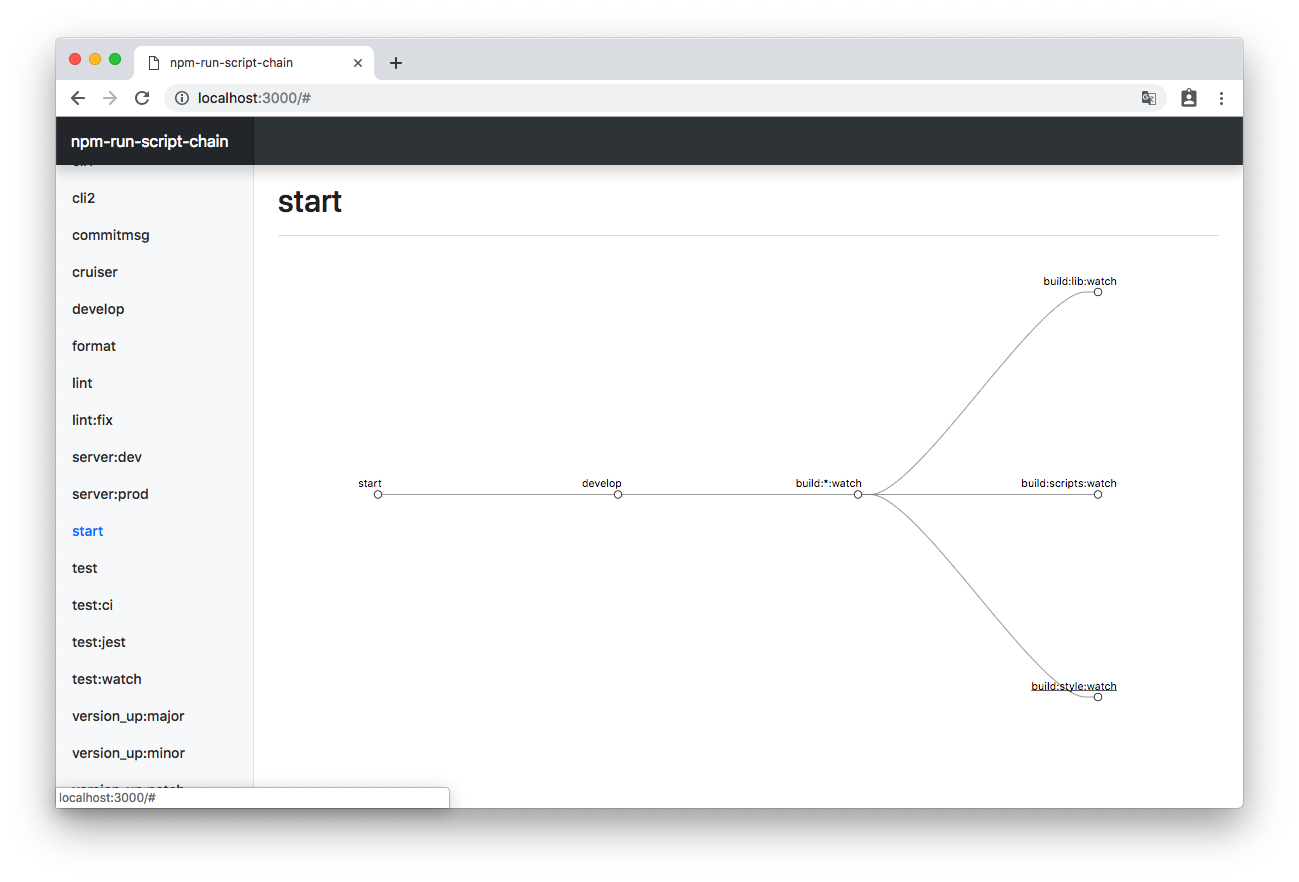 npm-run-script-chain
localhost:3000/#
npm-run-script-chain
cli2
commitmsg
cruiser
develop
format
lint
lint:fix
server:dev
server:prod
start
test
test:ci
test:jest
test:watch
version_up:major
version_up:minor
localhost:3000/#
start
build:lib:watch
start
develop
build:*:watch
build:scripts:watch
build:style:watch